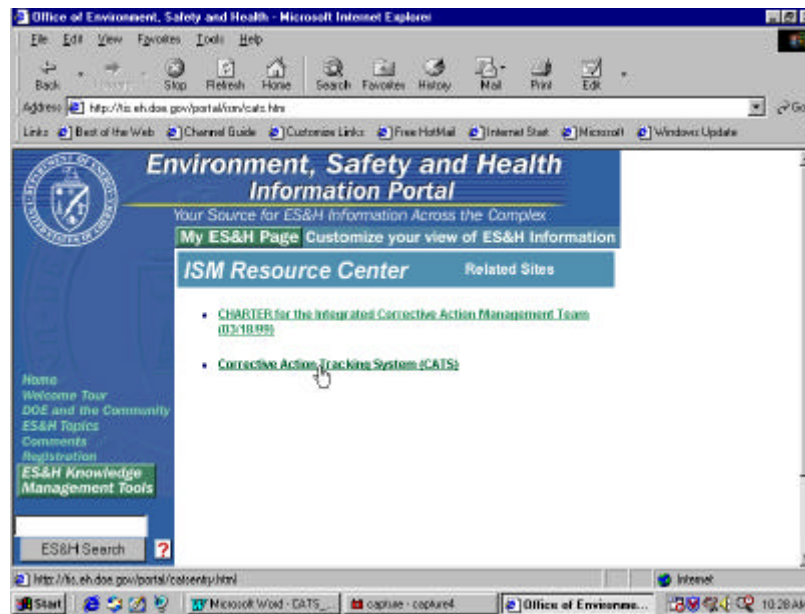 Office of Environment, Safety and Health - Microsoft Internet Explorer
File Edit View Favorites Tools Help
Back Stop Refresh Home Search Favorites History Mail Print Edit
Address http://tis.eh.doe.gov/portal/ism/cats.htm Go
Links Best of the Web Channel Guide Customize Links Free HotMail Internet Start Microsoft Windows Update
Environment, Safety and Health
Information Portal
Your Source for ES&H Information Across the Complex
My ES&H Page Customize your view of ES&H Information
ISM Resource Center Related Sites
CHARTER for the Integrated Corrective Action Management Team
(03/18/99)
Corrective Action Tracking System (CATS)
Home
Welcome Tour
DOE and the Community
ES&H Topics
Comments
Registration
ES&H Knowledge
Management Tools
ES&H Search ?
http://tis.eh.doe.gov/portal/catsentry.html Internet
Start Microsoft Word - CATS_... capture - capture4 Office of Environme... 10:28 AM